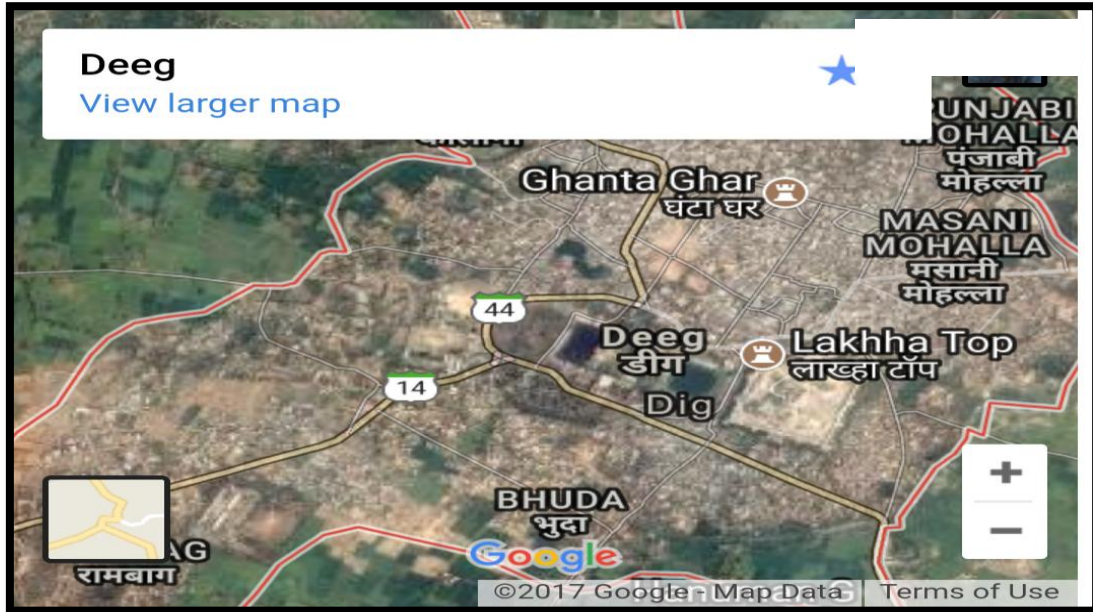 Deeg
View larger map
PUNJABI
MOHALLA
पंजाबी
मोहल्ला
Ghanta Ghar
घंटा घर
MASANI
MOHALLA
मसानी
मोहल्ला
44
Deeg
डीग
Lakhha Top
लाख्हा टॉप
14
Dig
BHUDA
भुदा
Google
रामबाग
©2017 Google - Map Data
Terms of Use